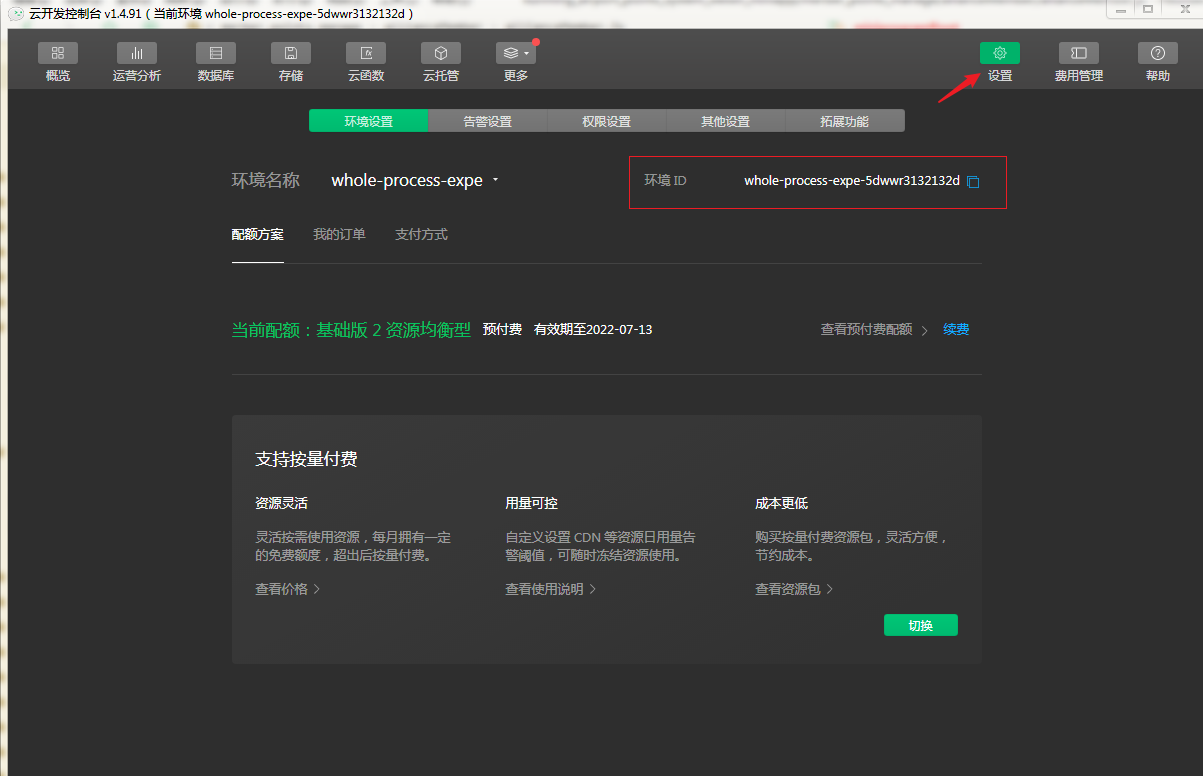 云开发控制台 v1.4.91 ( 当前环境 whole-process-expe-5dwwr3132132d )
概览 运营分析 数据库 存储 云函数 云托管 更多 设置 费用管理 帮助
环境设置 告警设置 权限设置 其他设置 拓展功能
环境名称 whole-process-expe 环境 ID whole-process-expe-5dwwr3132132d
配额方案 我的订单 支付方式
当前配额：基础版 2 资源均衡型 预付费 有效期至2022-07-13 查看预付费配额 续费
支持按量付费
资源灵活 用量可控 成本更低
灵活按需使用资源，每月拥有一定 自定义设置 CDN 等资源日用量告 购买按量付费资源包，灵活方便，
的免费额度，超出后按量付费。 警阈值，可随时冻结资源使用。 节约成本。
查看价格 查看使用说明 查看资源包
切换